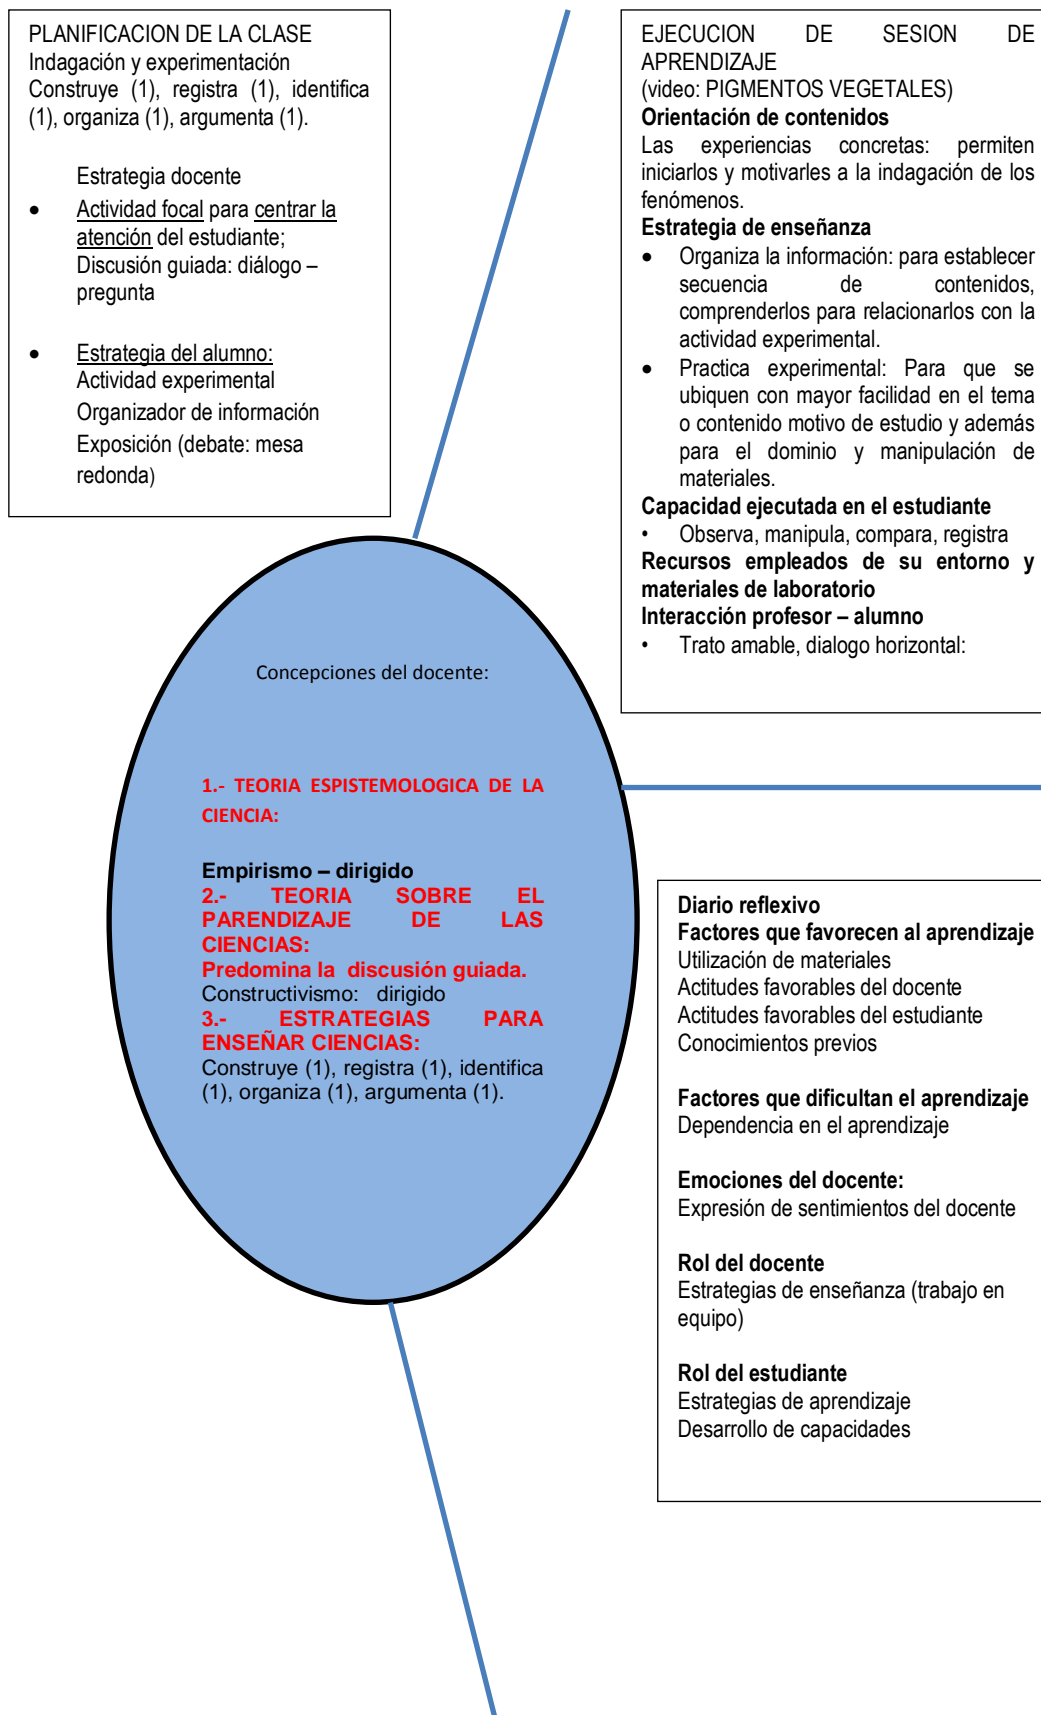 PLANIFICACION DE LA CLASE
Indagación y experimentación
Construye (1), registra (1), identifica
(1), organiza (1), argumenta (1).
Estrategia docente
• Actividad focal para centrar la
atención del estudiante;
Discusión guiada: diálogo –
pregunta
• Estrategia del alumno:
Actividad experimental
Organizador de información
Exposición (debate: mesa
redonda)
EJECUCION DE SESION DE
APRENDIZAJE
(video: PIGMENTOS VEGETALES)
Orientación de contenidos
Las experiencias concretas: permiten
iniciarlos y motivarles a la indagación de los
fenómenos.
Estrategia de enseñanza
• Organiza la información: para establecer
secuencia de contenidos,
comprenderlos para relacionarlos con la
actividad experimental.
• Practica experimental: Para que se
ubiquen con mayor facilidad en el tema
o contenido motivo de estudio y además
para el dominio y manipulación de
materiales.
Capacidad ejecutada en el estudiante
• Observa, manipula, compara, registra
Recursos empleados de su entorno y
materiales de laboratorio
Interacción profesor – alumno
• Trato amable, dialogo horizontal:
Concepciones del docente:
1.- TEORIA ESPISTEMOLOGICA DE LA
CIENCIA:
Empirismo – dirigido
2.- TEORIA SOBRE EL
PARENDIZAJE DE LAS
CIENCIAS:
Predomina la discusión guiada.
Constructivismo: dirigido
3.- ESTRATEGIAS PARA
ENSEÑAR CIENCIAS:
Construye (1), registra (1), identifica
(1), organiza (1), argumenta (1).
Diario reflexivo
Factores que favorecen al aprendizaje
Utilización de materiales
Actitudes favorables del docente
Actitudes favorables del estudiante
Conocimientos previos
Factores que dificultan el aprendizaje
Dependencia en el aprendizaje
Emociones del docente:
Expresión de sentimientos del docente
Rol del docente
Estrategias de enseñanza (trabajo en
equipo)
Rol del estudiante
Estrategias de aprendizaje
Desarrollo de capacidades